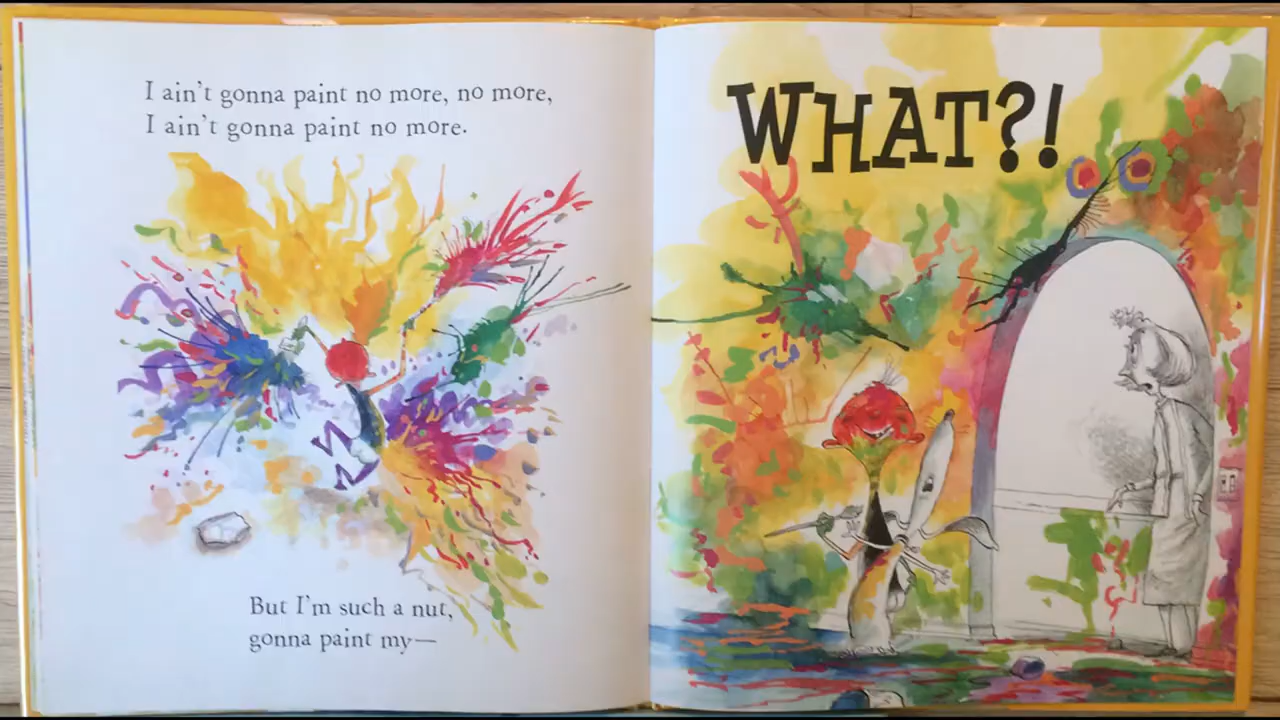 I ain't gonna paint no more, no more,
I ain't gonna paint no more.
But I'm such a nut,
gonna paint my—
WHAT?!